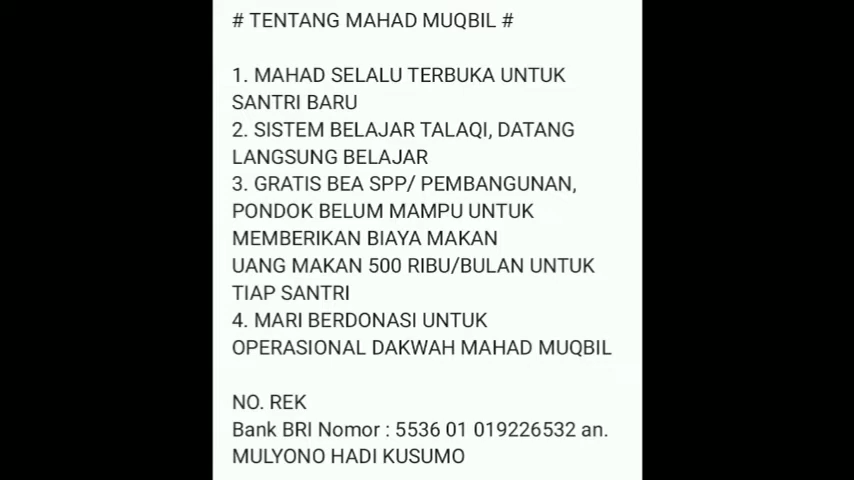 # TENTANG MAHAD MUQBIL #
1. MAHAD SELALU TERBUKA UNTUK
SANTRI BARU
2. SISTEM BELAJAR TALAQI, DATANG
LANGSUNG BELAJAR
3. GRATIS BEA SPP/ PEMBANGUNAN,
PONDOK BELUM MAMPU UNTUK
MEMBERIKAN BIAYA MAKAN
UANG MAKAN 500 RIBU/BULAN UNTUK
TIAP SANTRI
4. MARI BERDONASI UNTUK
OPERASIONAL DAKWAH MAHAD MUQBIL
NO. REK
Bank BRI Nomor : 5536 01 019226532 an.
MULYONO HADI KUSUMO